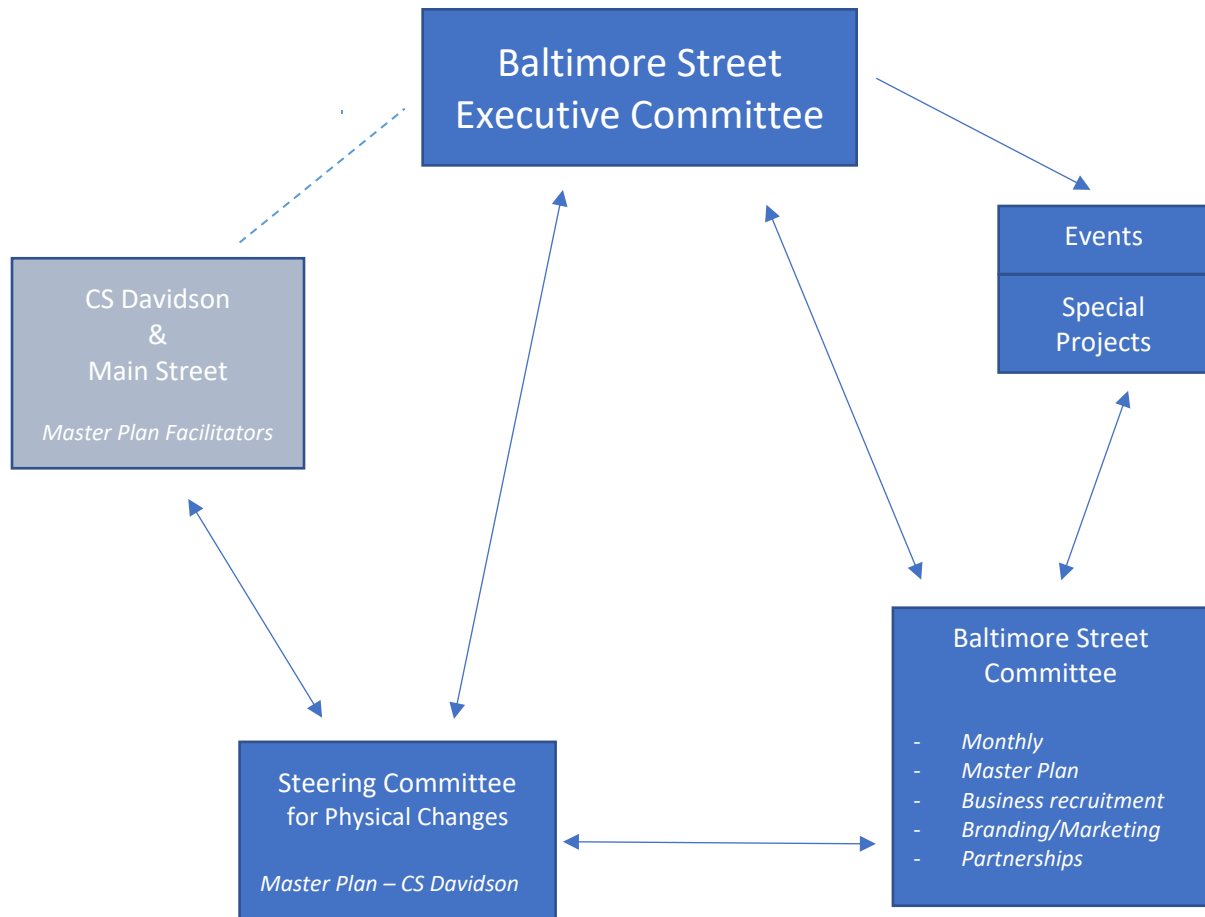 Baltimore Street
Executive Committee
CS Davidson
&
Main Street
Master Plan Facilitators
Events
Special
Projects
Steering Committee
for Physical Changes
Master Plan – CS Davidson
Baltimore Street
Committee
- Monthly
- Master Plan
- Business recruitment
- Branding/Marketing
- Partnerships